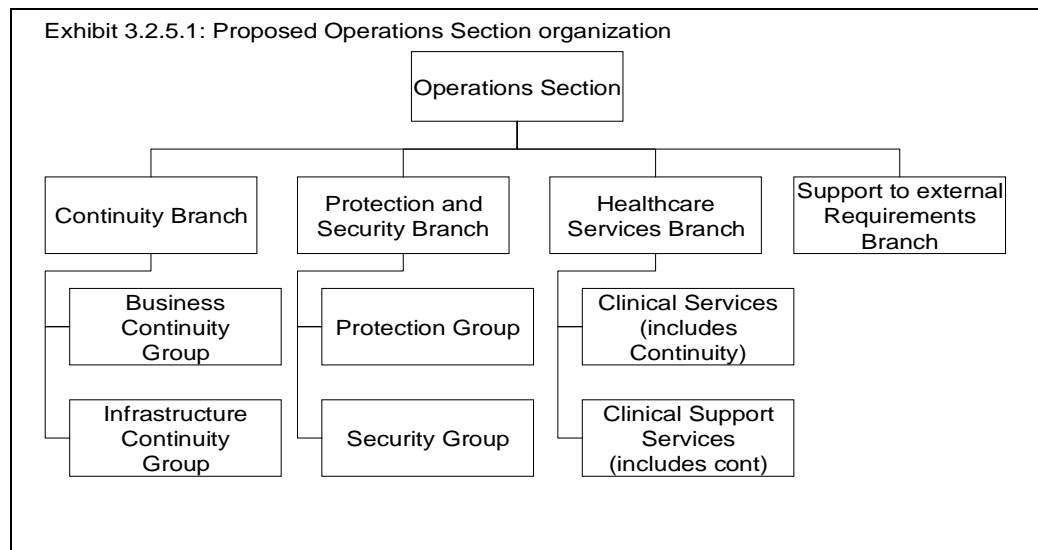 Exhibit 3.2.5.1: Proposed Operations Section organization
Operations Section
Continuity Branch
Protection and
Security Branch
Healthcare
Services Branch
Support to external
Requirements
Branch
Business
Continuity
Group
Protection Group
Clinical Services
(includes
Continuity)
Infrastructure
Continuity
Group
Security Group
Clinical Support
Services
(includes cont)